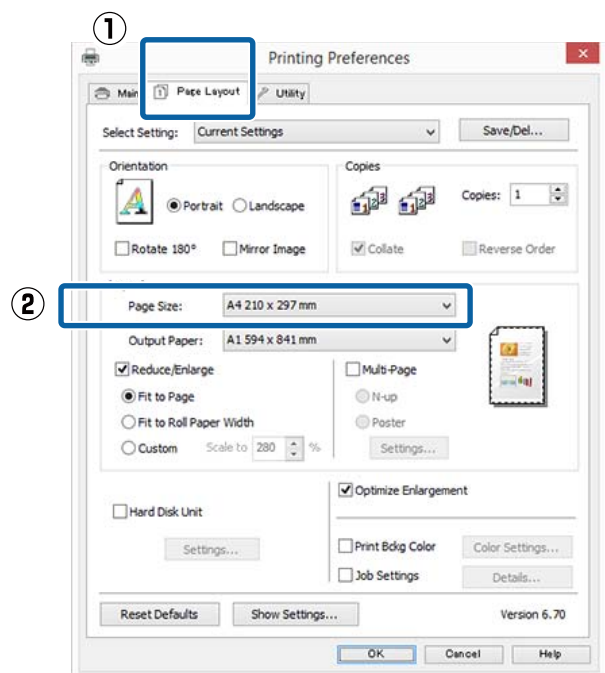 ①
Printing Preferences
Main Page Layout Utility
Select Setting: Current Settings Save/Del...
Orientation Copies
Portrait Landscape Copies: 1
Rotate 180° Mirror Image Collate Reverse Order
②
Page Size: A4 210 x 297 mm
Output Paper: A1 594 x 841 mm
Reduce/Enlarge Multi-Page
Fit to Page N-up
Fit to Roll Paper Width Poster
Custom Scale to 280 % Settings...
Optimize Enlargement
Hard Disk Unit
Settings... Print Bckg Color Color Settings...
Job Settings Details...
Reset Defaults Show Settings... Version 6.70
OK Cancel Help